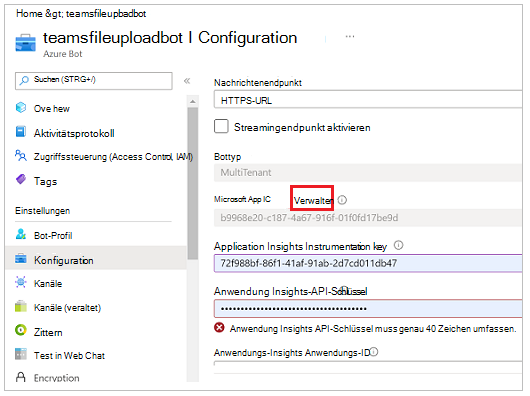 Home &gt; teamsfileupbadbot
teamsfileuploadbot I Configuration ...
Azure Bot
Suchen (STRG+/)
«
Ove hew
Aktivitätsprotokoll
Zugriffssteuerung (Access Control, IAM)
Tags
Einstellungen
Bot-Profil
Konfiguration
Kanäle
Kanäle (veraltet)
Zittern
Test in Web Chat
Encryption
Nachrichtenendpunkt
HTTPS-URL
Streamingendpunkt aktivieren
Bottyp
MultiTenant
Microsoft App IC Verwalten
b9968e20-c187-4a67-916f-01f0fd17be9d
Application Insights Instrumentation key
72f988bf-86f1-41af-91ab-2d7cd011db47
Anwendung Insights-API-Schlüssel
••••••••••••••••••••••••••••••••••••
Anwendung Insights API-Schlüssel muss genau 40 Zeichen umfassen.
Anwendungs-Insights Anwendungs-ID